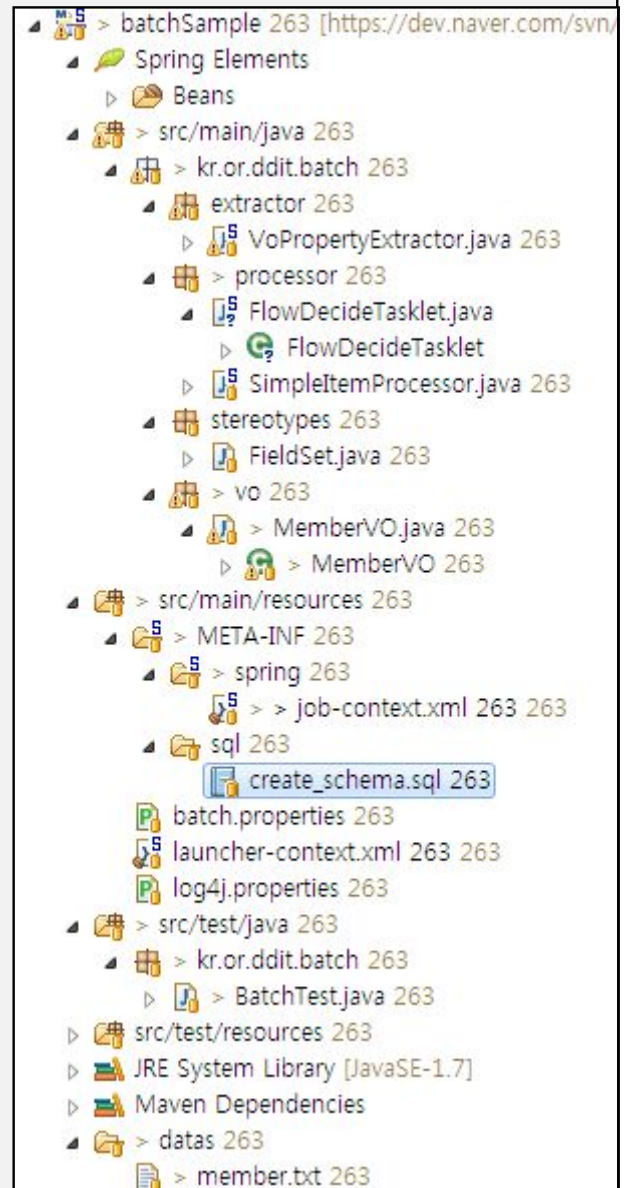 > batchSample 263 [https://dev.naver.com/svn/
Spring Elements
Beans
> src/main/java 263
> kr.or.ddit.batch 263
extractor 263
VoPropertyExtractor.java 263
> processor 263
FlowDecideTasklet.java
FlowDecideTasklet
SimpleItemProcessor.java 263
stereotypes 263
FieldSet.java 263
> vo 263
> MemberVO.java 263
> MemberVO 263
> src/main/resources 263
> META-INF 263
> spring 263
> > job-context.xml 263 263
sql 263
create_schema.sql 263
batch.properties 263
launcher-context.xml 263 263
log4j.properties 263
> src/test/java 263
> kr.or.ddit.batch 263
> BatchTest.java 263
src/test/resources 263
JRE System Library [JavaSE-1.7]
Maven Dependencies
> datas 263
> member.txt 263